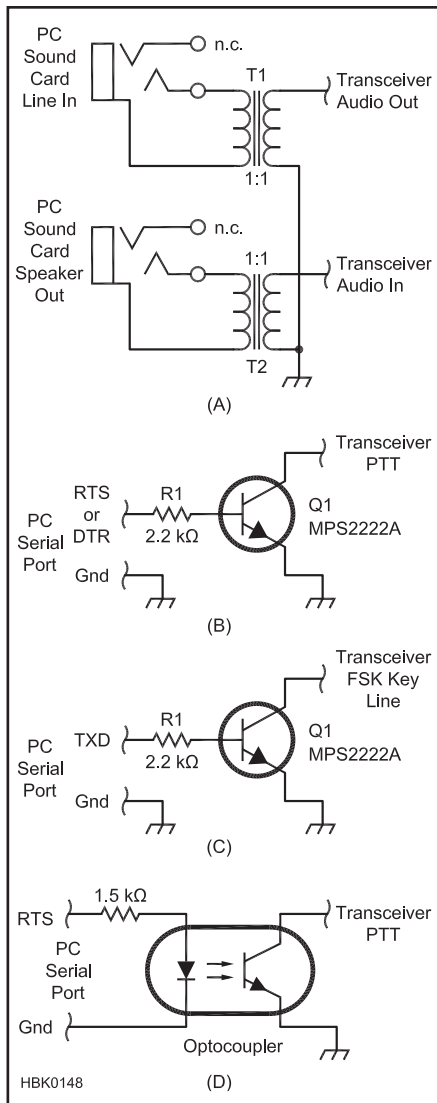 PC
Sound
Card
Line In
n.c.
T1
1:1
Transceiver
Audio Out
PC
Sound
Card
Speaker
Out
n.c.
1:1
T2
Transceiver
Audio In
(A)
PC
Serial
Port
RTS
or
DTR
R1
2.2 kΩ
Gnd
Transceiver
PTT
Q1
MPS2222A
(B)
PC
Serial
Port
TXD
R1
2.2 kΩ
Gnd
Transceiver
FSK Key
Line
Q1
MPS2222A
(C)
1.5 kΩ
RTS
PC
Serial
Port
Gnd
Transceiver
PTT
Optocoupler
HBK0148
(D)